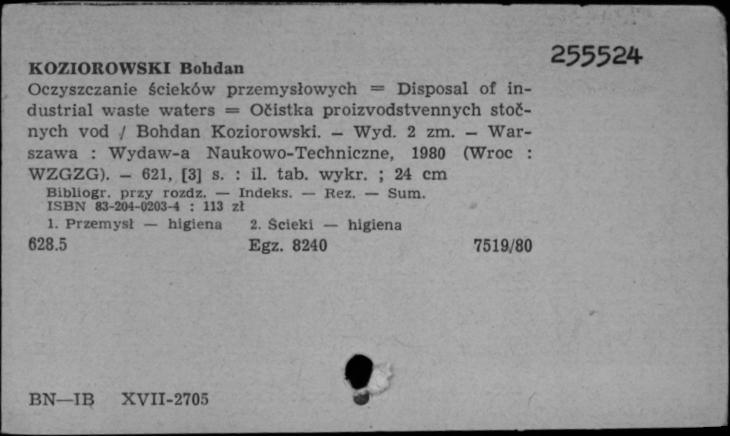 255524
KOZIOROWSKI Bohdan
Oczyszczanie ścieków przemysłowych = Disposal of in-
dustrial waste waters = Očistka proizvodstvennych stoč-
nych vod / Bohdan Koziorowski. — Wyd. 2 zm. — War-
szawa : Wydaw-a Naukowo-Techniczne, 1980 (Wroc :
WZGZG). — 621, [3] s. : il. tab. wykr. ; 24 cm
Bibliogr. przy rozdz. — Indeks. — Rez. — Sum.
ISBN 83-204-0203-4 : 113 zł
1. Przemysł — higiena 2. Ścieki — higiena
628.5 Egz. 8240 7519/80
BN—IB XVII-2705